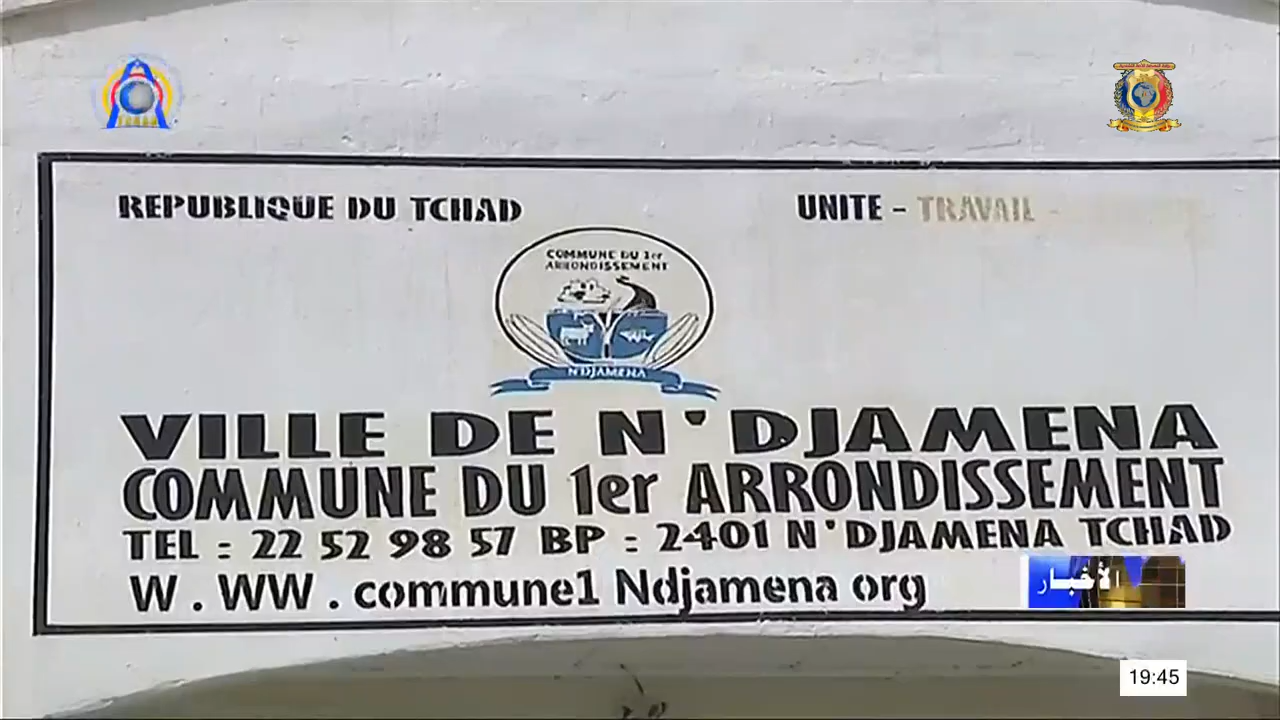 REPUBLIQUE DU TCHAD
UNITE - TRAVAIL -
COMMUNE DU 1er
ARRONDISSEMENT
N'DJAMENA
VILLE DE N'DJAMENA
COMMUNE DU 1er ARRONDISSEMENT
TEL : 22 52 98 57 BP : 2401 N'DJAMENA TCHAD
W . WW . commune1 Ndjamena org
الأخبار
19:45